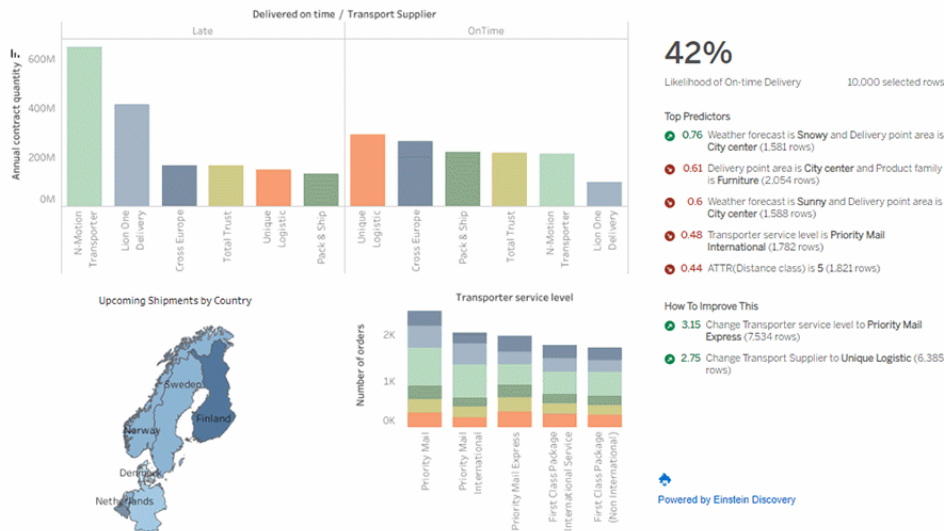 Delivered on time / Transport Supplier
Late
OnTime
Annual contract quantity
600M
400M
200M
0M
N-Motion
Transporter
Lion One
Delivery
Cross Europe
Total Trust
Unique
Logistic
Pack & Ship
Unique
Logistic
Cross Europe
Pack & Ship
Total Trust
N-Motion
Transporter
Lion One
Delivery
42%
Likelihood of On-time Delivery
10,000 selected rows
Top Predictors
0.76 Weather forecast is Snowy and Delivery point area is
City center (1,581 rows)
0.61 Delivery point area is City center and Product family
is Furniture (2,054 rows)
0.6 Weather forecast is Sunny and Delivery point area is
City center (1,588 rows)
0.48 Transporter service level is Priority Mail
International (1,782 rows)
0.44 ATTR(Distance class) is 5 (1,821 rows)
How To Improve This
3.15 Change Transporter service level to Priority Mail
Express (7,534 rows)
2.75 Change Transport Supplier to Unique Logistic (6,385
rows)
Powered by Einstein Discovery
Upcoming Shipments by Country
Sweden
Finland
Norway
Denmark
Netherlands
Transporter service level
Number of orders
2K
1K
0K
Priority Mail
Priority Mail
International
Priority Mail Express
First Class Package
International Service
First Class Package
(Non International)